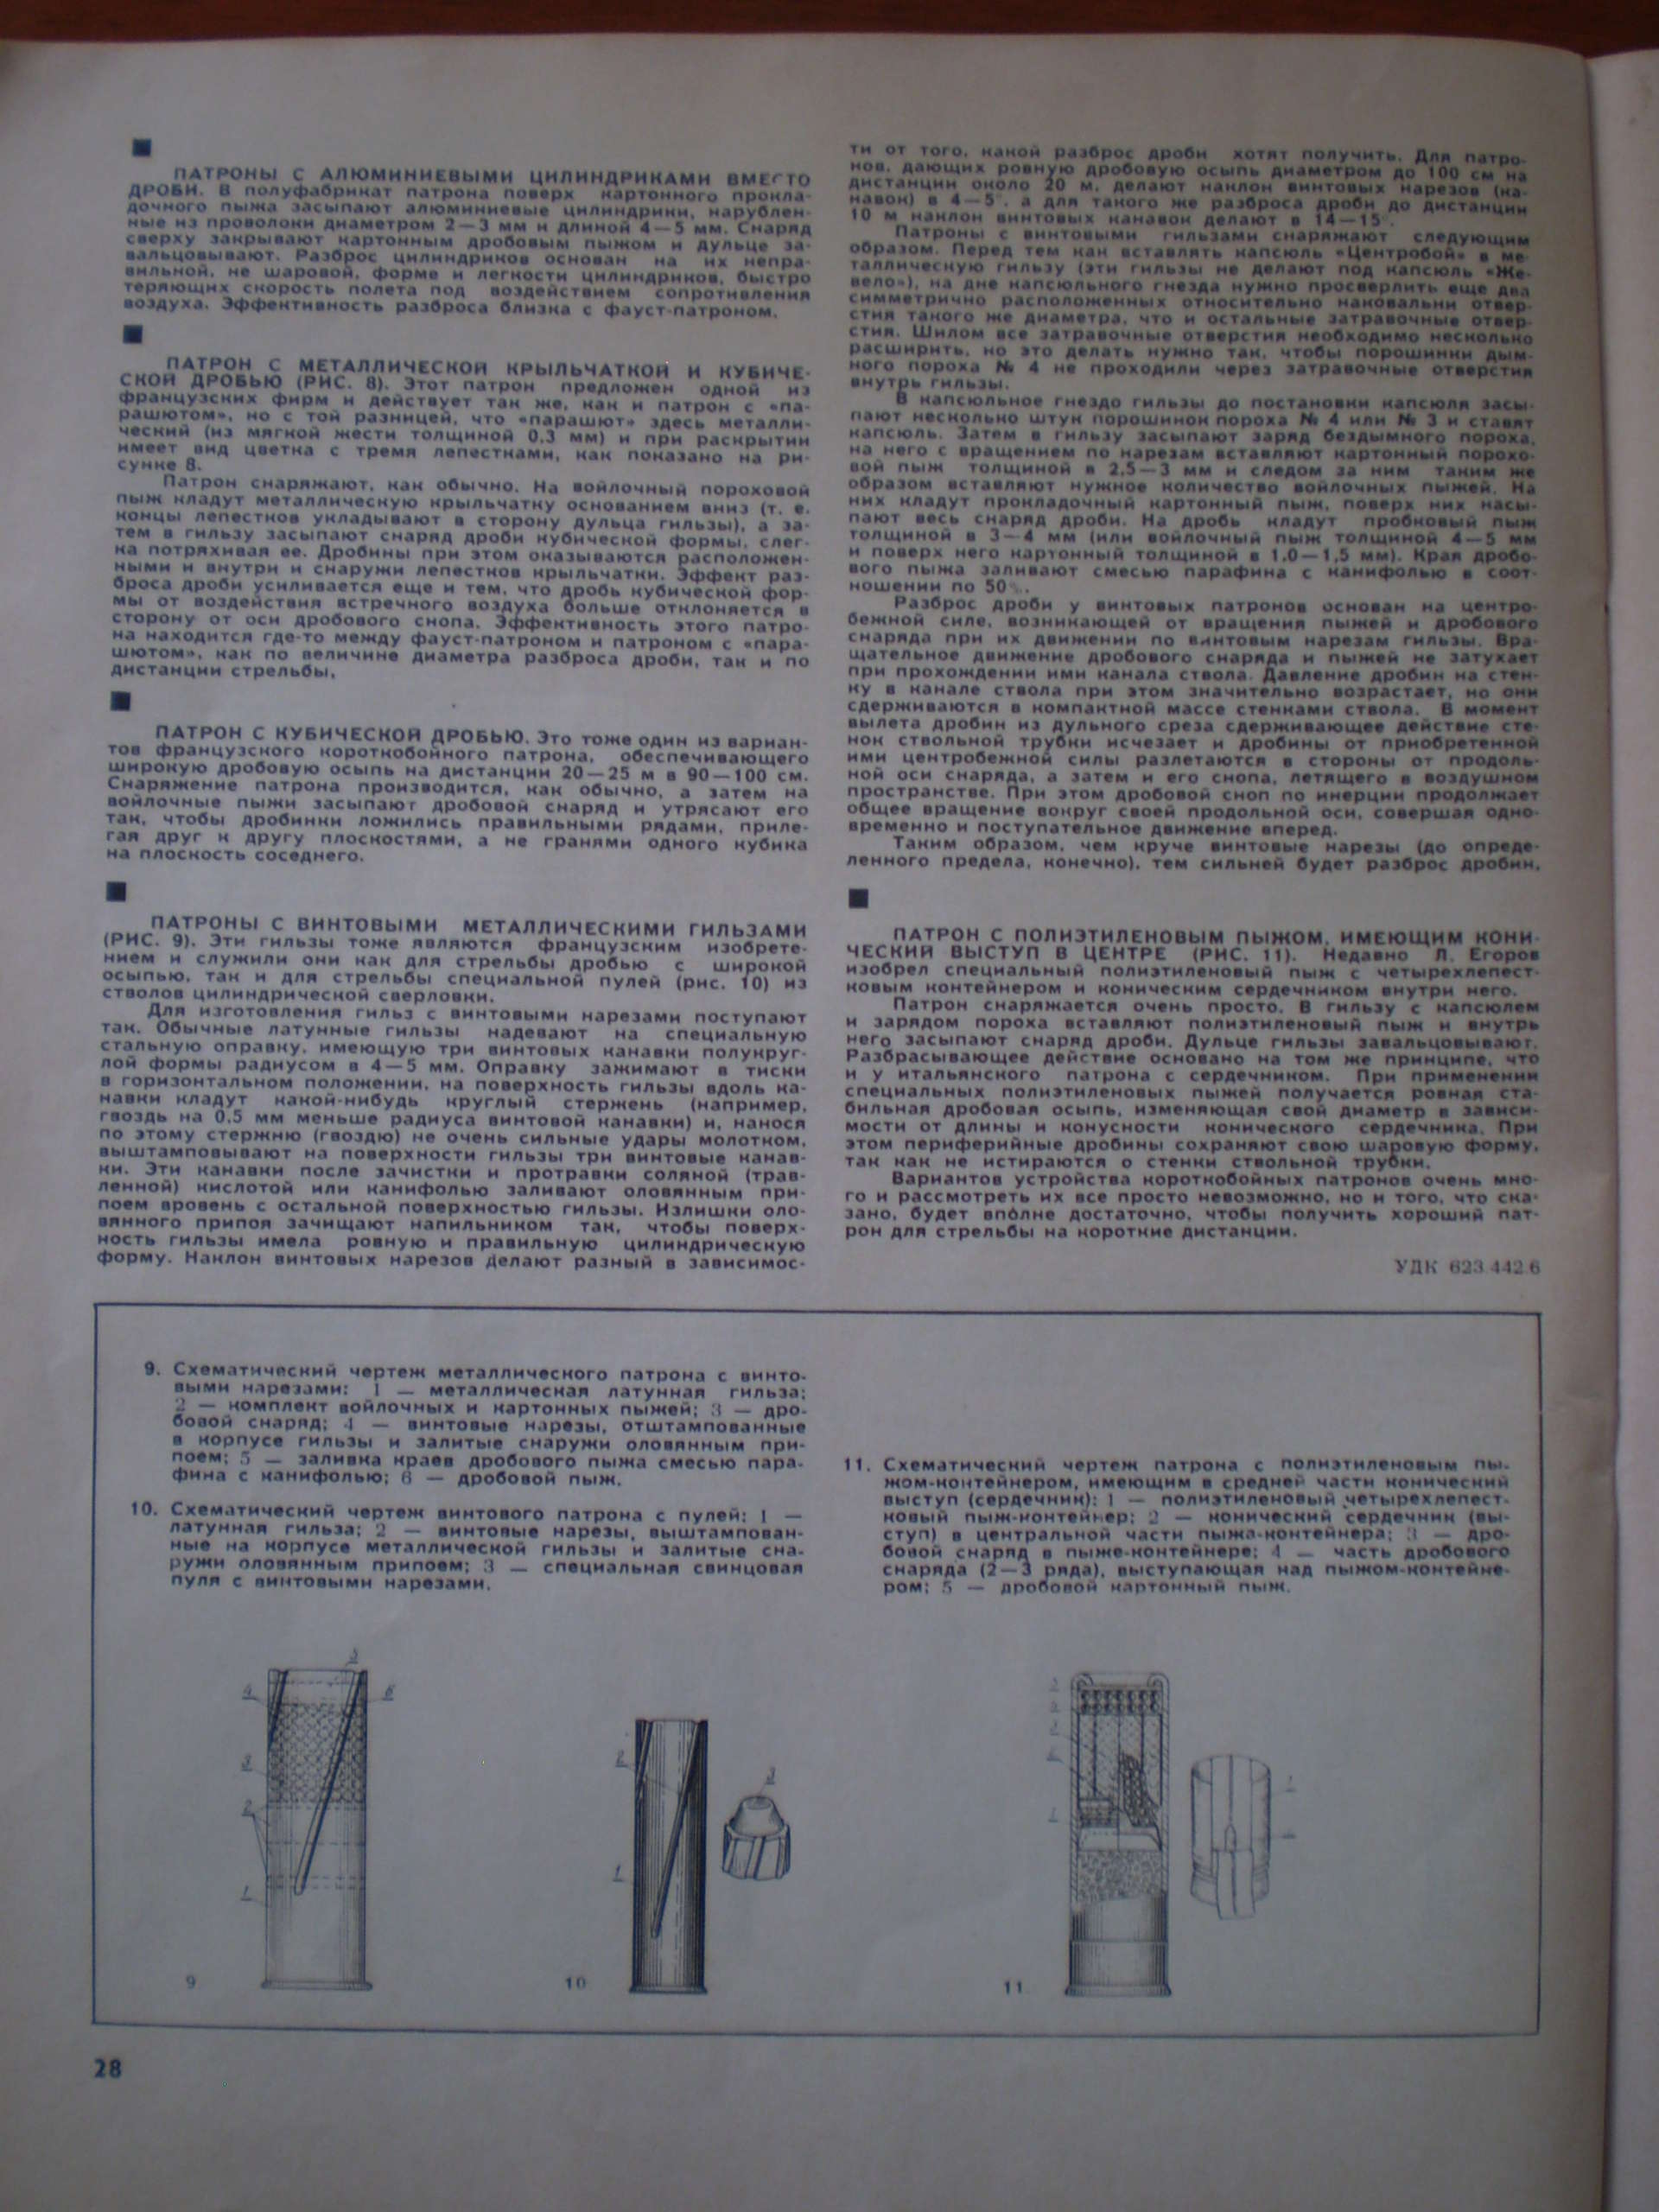 ПАТРОНЫ С АЛЮМИНИЕВЫМИ ЦИЛИНДРИКАМИ ВМЕСТО
ДРОБИ. В полуфабрикат патрона поверх картонного прокла-
дочного пыжа засыпают алюминиевые цилиндрики, нарублен-
ные из проволоки диаметром 2—3 мм и длиной 4—5 мм. Снаряд
сверху закрывают картонным дробовым пыжом и дульце за-
вальцовывают. Разброс цилиндриков основан на их непра-
вильной, не шаровой, форме и легкости цилиндриков, быстро
теряющих скорость полета под воздействием сопротивления
воздуха. Эффективность разброса близка с фауст-патроном.
ПАТРОН С МЕТАЛЛИЧЕСКОЙ КРЫЛЬЧАТКОЙ И КУБИЧЕ-
СКОЙ ДРОБЬЮ (РИС. 8). Этот патрон предложен одной из
французских фирм и действует так же, как и патрон с «па-
рашютом», но с той разницей, что «парашют» здесь металли-
ческий (из мягкой жести толщиной 0,3 мм) и при раскрытии
имеет вид цветка с тремя лепестками, как показано на ри-
сунке 8.
Патрон снаряжают, как обычно. На войлочный пороховой
пыж кладут металлическую крыльчатку основанием вниз (т. е.
концы лепестков укладывают в сторону дульца гильзы), а за-
тем в гильзу засыпают снаряд дроби кубической формы, слег-
ка потряхивая ее. Дробины при этом оказываются расположен-
ными и внутри и снаружи лепестков крыльчатки. Эффект раз-
броса дроби усиливается еще и тем, что дробь кубической фор-
мы от воздействия встречного воздуха больше отклоняется в
сторону от оси дробового снопа. Эффективность этого патро-
на находится где-то между фауст-патроном и патроном с «пара-
шютом», как по величине диаметра разброса дроби, так и по
дистанции стрельбы.
ПАТРОН С КУБИЧЕСКОЙ ДРОБЬЮ. Это тоже один из вариан-
тов французского короткобойного патрона, обеспечивающего
широкую дробовую осыпь на дистанции 20—25 м в 90—100 см.
Снаряжение патрона производится, как обычно, а затем на
войлочные пыжи засыпают дробовой снаряд и утрясают его
так, чтобы дробинки ложились правильными рядами, приле-
гая друг к другу плоскостями, а не гранями одного кубика
на плоскость соседнего.
ПАТРОНЫ С ВИНТОВЫМИ МЕТАЛЛИЧЕСКИМИ ГИЛЬЗАМИ
(РИС. 9). Эти гильзы тоже являются французским изобрете-
нием и служили они как для стрельбы дробью с широкой
осыпью, так и для стрельбы специальной пулей (рис. 10) из
стволов цилиндрической сверловки.
Для изготовления гильз с винтовыми нарезами поступают
так. Обычные латунные гильзы надевают на специальную
стальную оправку, имеющую три винтовых канавки полукруг-
лой формы радиусом в 4—5 мм. Оправку зажимают в тиски
в горизонтальном положении, на поверхность гильзы вдоль ка-
навки кладут какой-нибудь круглый стержень (например,
гвоздь на 0,5 мм меньше радиуса винтовой канавки) и, нанося
по этому стержню (гвоздю) не очень сильные удары молотком,
выштамповывают на поверхности гильзы три винтовые канав-
ки. Эти канавки после зачистки и протравки соляной (трав-
ленной) кислотой или канифолью заливают оловянным при-
поем вровень с остальной поверхностью гильзы. Излишки оло-
вянного припоя зачищают напильником так, чтобы поверх-
ность гильзы имела ровную и правильную цилиндрическую
форму. Наклон винтовых нарезов делают разный в зависимос-
ти от того, какой разброс дроби хотят получить. Для патро-
нов, дающих ровную дробовую осыпь диаметром до 100 см на
дистанции около 20 м, делают наклон винтовых нарезов (ка-
навок) в 4—5°, а для такого же разброса дроби до дистанции
10 м наклон винтовых канавок делают в 14—15°.
Патроны с винтовыми гильзами снаряжают следующим
образом. Перед тем как вставлять капсюль «Центробой» в ме-
таллическую гильзу (эти гильзы не делают под капсюль «Же-
вело»), на дне капсюльного гнезда нужно просверлить еще два
симметрично расположенных относительно наковальни отвер-
стия такого же диаметра, что и остальные затравочные отвер-
стия. Шилом все затравочные отверстия необходимо несколько
расширить, но это делать нужно так, чтобы порошинки дым-
ного пороха № 4 не проходили через затравочные отверстия
внутрь гильзы.
В капсюльное гнездо гильзы до постановки капсюля засы-
пают несколько штук порошинок пороха № 4 или № 3 и ставят
капсюль. Затем в гильзу засыпают заряд бездымного пороха,
на него с вращением по нарезам вставляют картонный порохо-
вой пыж толщиной в 2,5—3 мм и следом за ним таким же
образом вставляют нужное количество войлочных пыжей. На
них кладут прокладочный картонный пыж, поверх них насы-
пают весь снаряд дроби. На дробь кладут пробковый пыж
толщиной в 3—4 мм (или войлочный пыж толщиной 4—5 мм
и поверх него картонный толщиной в 1,0—1,5 мм). Края дробо-
вого пыжа заливают смесью парафина с канифолью в соот-
ношении по 50%.
Разброс дроби у винтовых патронов основан на центро-
бежной силе, возникающей от вращения пыжей и дробового
снаряда при их движении по винтовым нарезам гильзы. Вра-
щательное движение дробового снаряда и пыжей не затухает
при прохождении ими канала ствола. Давление дробин на стен-
ку в канале ствола при этом значительно возрастает, но они
сдерживаются в компактной массе стенками ствола. В момент
вылета дробин из дульного среза сдерживающее действие сте-
нок ствольной трубки исчезает и дробины от приобретенной
ими центробежной силы разлетаются в стороны от продоль-
ной оси снаряда, а затем и его снопа, летящего в воздушном
пространстве. При этом дробовой сноп по инерции продолжает
общее вращение вокруг своей продольной оси, совершая одно-
временно и поступательное движение вперед.
Таким образом, чем круче винтовые нарезы (до опреде-
ленного предела, конечно), тем сильней будет разброс дробин.
ПАТРОН С ПОЛИЭТИЛЕНОВЫМ ПЫЖОМ, ИМЕЮЩИМ КОНИ-
ЧЕСКИЙ ВЫСТУП В ЦЕНТРЕ (РИС. 11). Недавно Л. Егоров
изобрел специальный полиэтиленовый пыж с четырехлепест-
ковым контейнером и коническим сердечником внутри него.
Патрон снаряжается очень просто. В гильзу с капсюлем
и зарядом пороха вставляют полиэтиленовый пыж и внутрь
него засыпают снаряд дроби. Дульце гильзы завальцовывают.
Разбрасывающее действие основано на том же принципе, что
и у итальянского патрона с сердечником. При применении
специальных полиэтиленовых пыжей получается ровная ста-
бильная дробовая осыпь, изменяющая свой диаметр в зависи-
мости от длины и конусности конического сердечника. При
этом периферийные дробины сохраняют свою шаровую форму,
так как не истираются о стенки ствольной трубки.
Вариантов устройства короткобойных патронов очень мно-
го и рассмотреть их все просто невозможно, но и того, что ска-
зано, будет вполне достаточно, чтобы получить хороший пат-
рон для стрельбы на короткие дистанции.
УДК 623.442.6
9. Схематический чертеж металлического патрона с винто-
выми нарезами: 1 — металлическая латунная гильза;
2 — комплект войлочных и картонных пыжей; 3 — дро-
бовой снаряд; 4 — винтовые нарезы, отштампованные
в корпусе гильзы и залитые снаружи оловянным при-
поем; 5 — заливка краев дробового пыжа смесью пара-
фина с канифолью; 6 — дробовой пыж.
10. Схематический чертеж винтового патрона с пулей: 1 —
латунная гильза; 2 — винтовые нарезы, выштампован-
ные на корпусе металлической гильзы и залитые сна-
ружи оловянным припоем; 3 — специальная свинцовая
пуля с винтовыми нарезами.
11. Схематический чертеж патрона с полиэтиленовым пы-
жом-контейнером, имеющим в средней части конический
выступ (сердечник): 1 — полиэтиленовый четырехлепест-
ковый пыж-контейнер; 2 — конический сердечник (вы-
ступ) в центральной части пыжа-контейнера; 3 — дро-
бовой снаряд в пыже-контейнере; 4 — часть дробового
снаряда (2—3 ряда), выступающая над пыжом-контейне-
ром; 5 — дробовой картонный пыж.
5
4
6
3
2
1
9
2
3
1
10
11
28